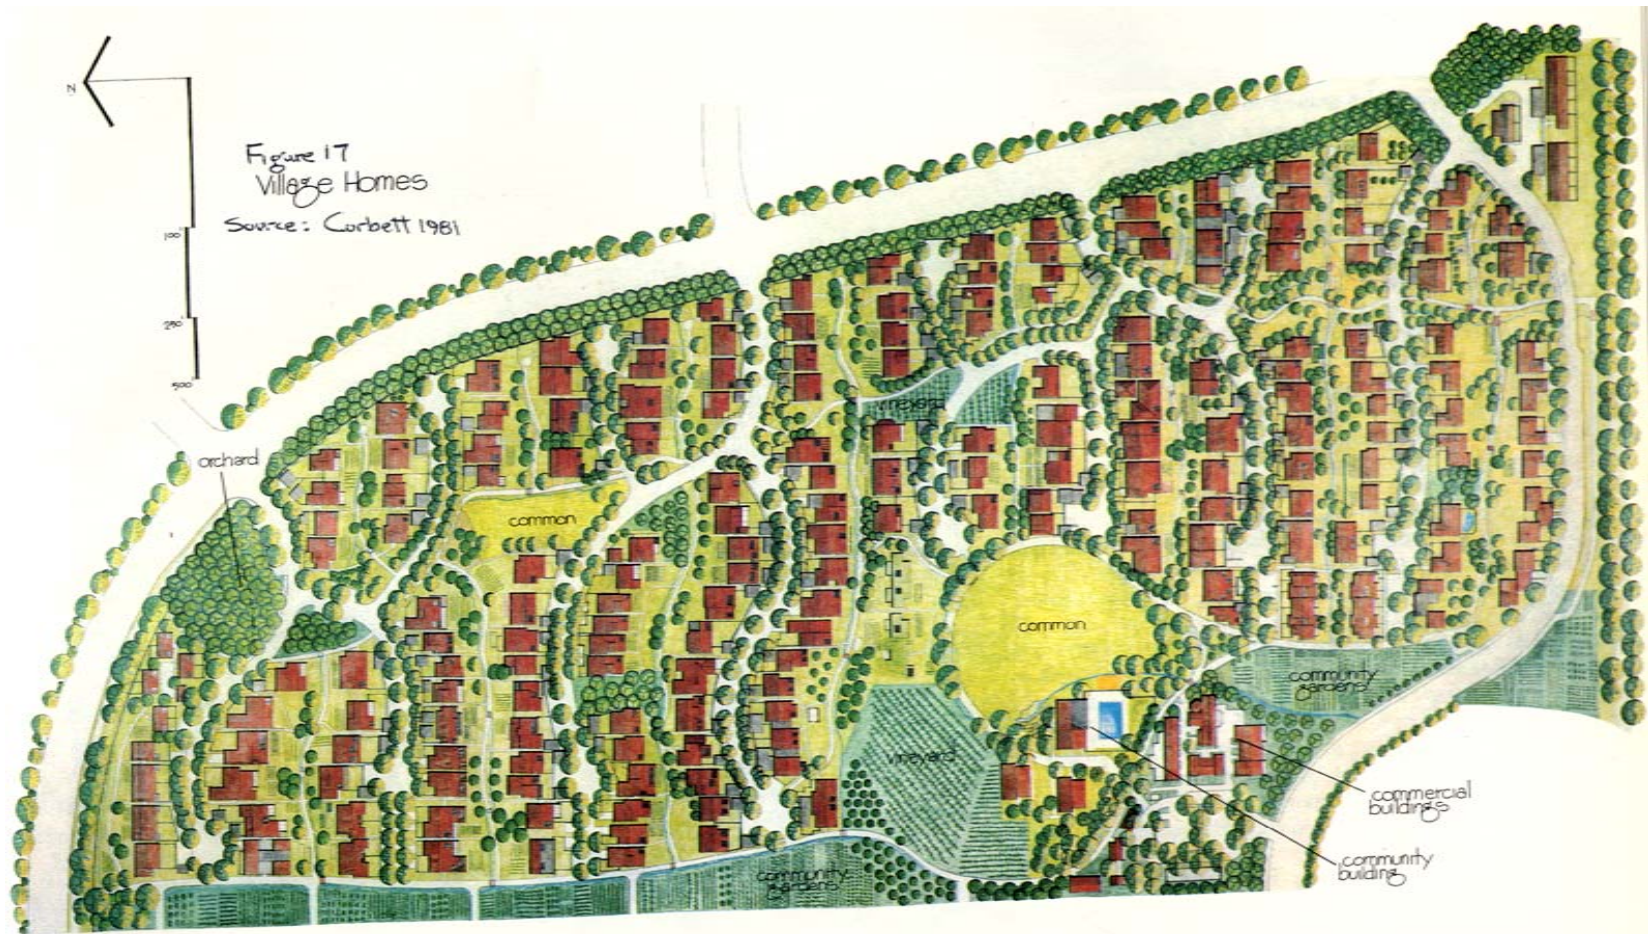 N
Figure 17
Village Homes
Source: Corbett 1981
100'
250'
500'
orchard
common
vineyard
common
community
gardens
vineyard
community
gardens
commercial
buildings
community
building